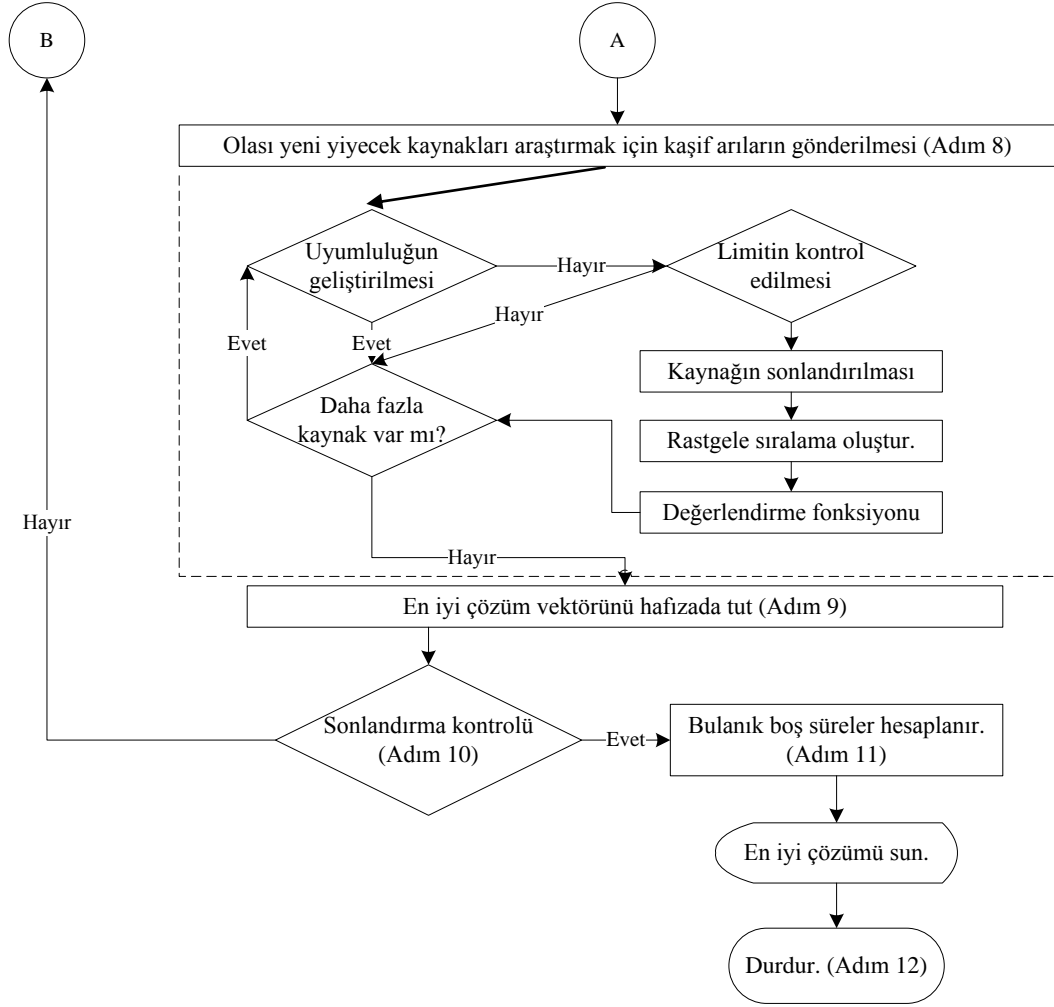 B
A
Olası yeni yiyecek kaynakları araştırmak için kaşif arıların gönderilmesi (Adım 8)
Uyumluluğun
geliştirilmesi
Hayır
Limitin kontrol
edilmesi
Hayır
Evet
Evet
Kaynağın sonlandırılması
Daha fazla
kaynak var mı?
Rastgele sıralama oluştur.
Değerlendirme fonksiyonu
Hayır
Hayır
En iyi çözüm vektörünü hafızada tut (Adım 9)
Sonlandırma kontrolü
(Adım 10)
Evet
Bulanık boş süreler hesaplanır.
(Adım 11)
En iyi çözümü sun.
Durdur. (Adım 12)